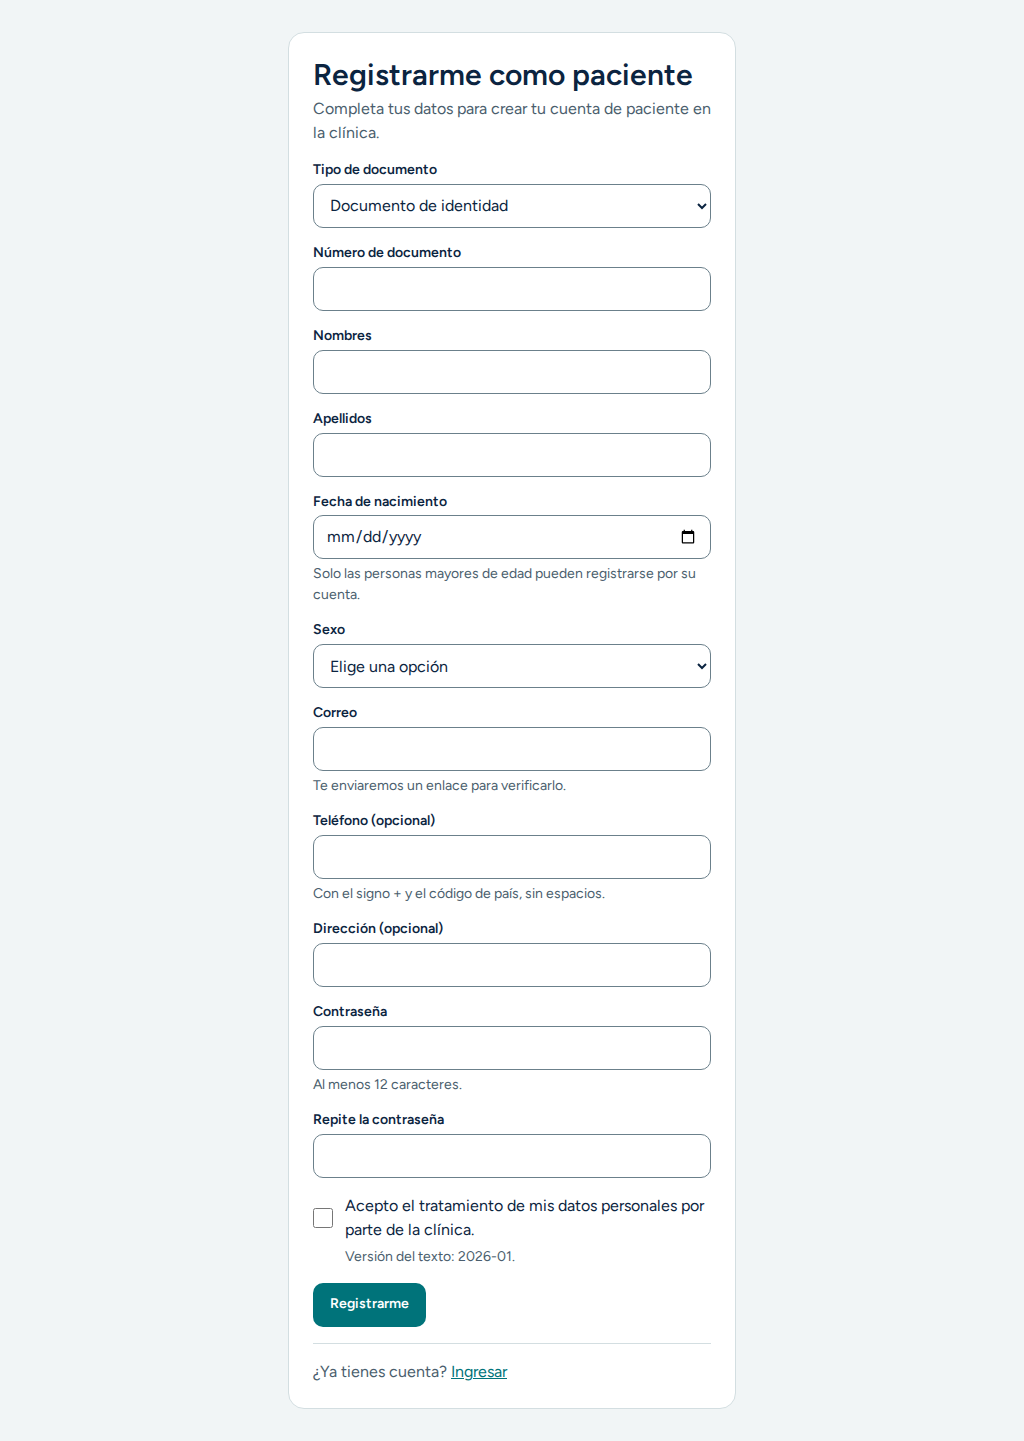 Registrarme como paciente
Completa tus datos para crear tu cuenta de paciente en
la clínica.
Tipo de documento
Documento de identidad
Número de documento
Nombres
Apellidos
Fecha de nacimiento
mm/dd/yyyy
Solo las personas mayores de edad pueden registrarse por su
cuenta.
Sexo
Elige una opción
Correo
Te enviaremos un enlace para verificarlo.
Teléfono (opcional)
Con el signo + y el código de país, sin espacios.
Dirección (opcional)
Contraseña
Al menos 12 caracteres.
Repite la contraseña
Acepto el tratamiento de mis datos personales por
parte de la clínica.
Versión del texto: 2026-01.
Registrarme
¿Ya tienes cuenta? Ingresar